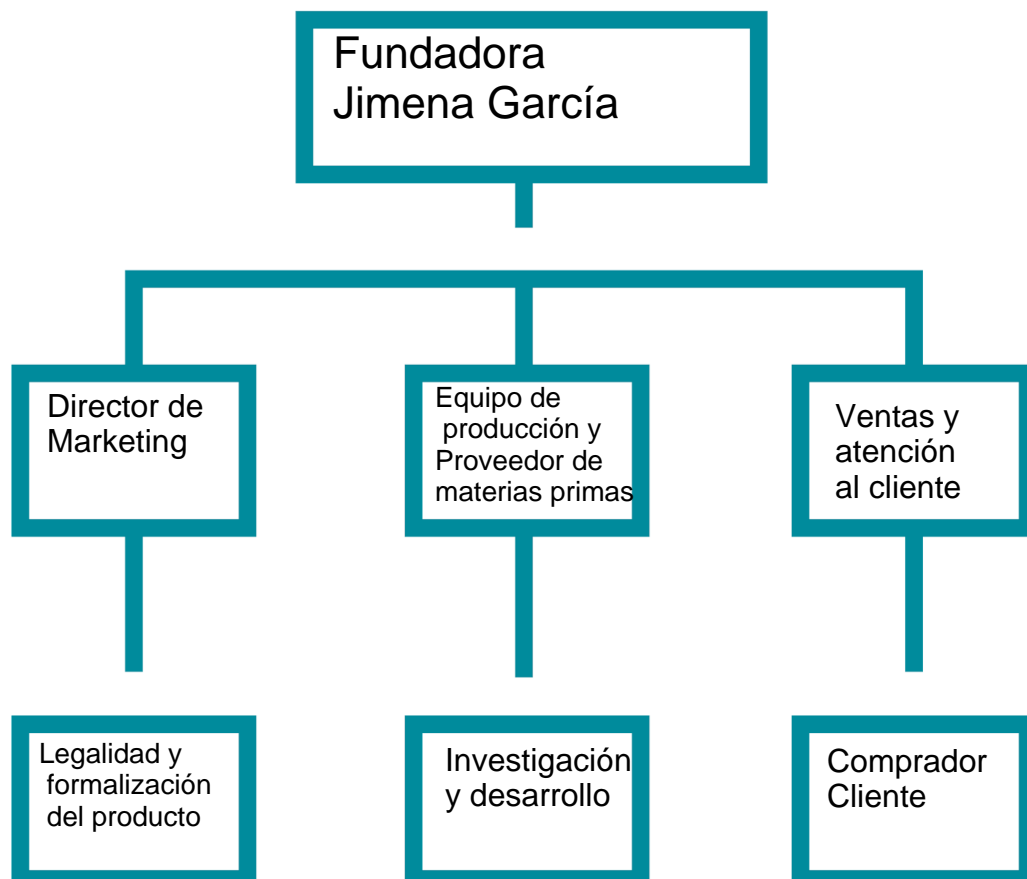 Fundadora
Jimena García
Director de
Marketing
Equipo de
producción y
Proveedor de
materias primas
Ventas y
atención
al cliente
Legalidad y
formalización
del producto
Investigación
y desarrollo
Comprador
Cliente